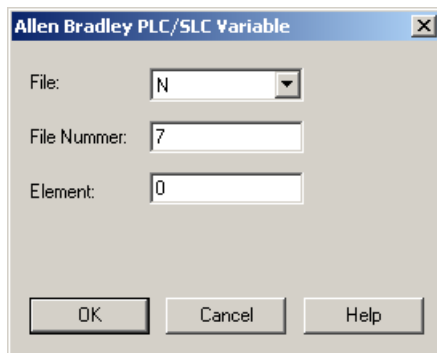 Allen Bradley PLC/SLC Variable
File: N
File Nummer: 7
Element: 0
OK Cancel Help